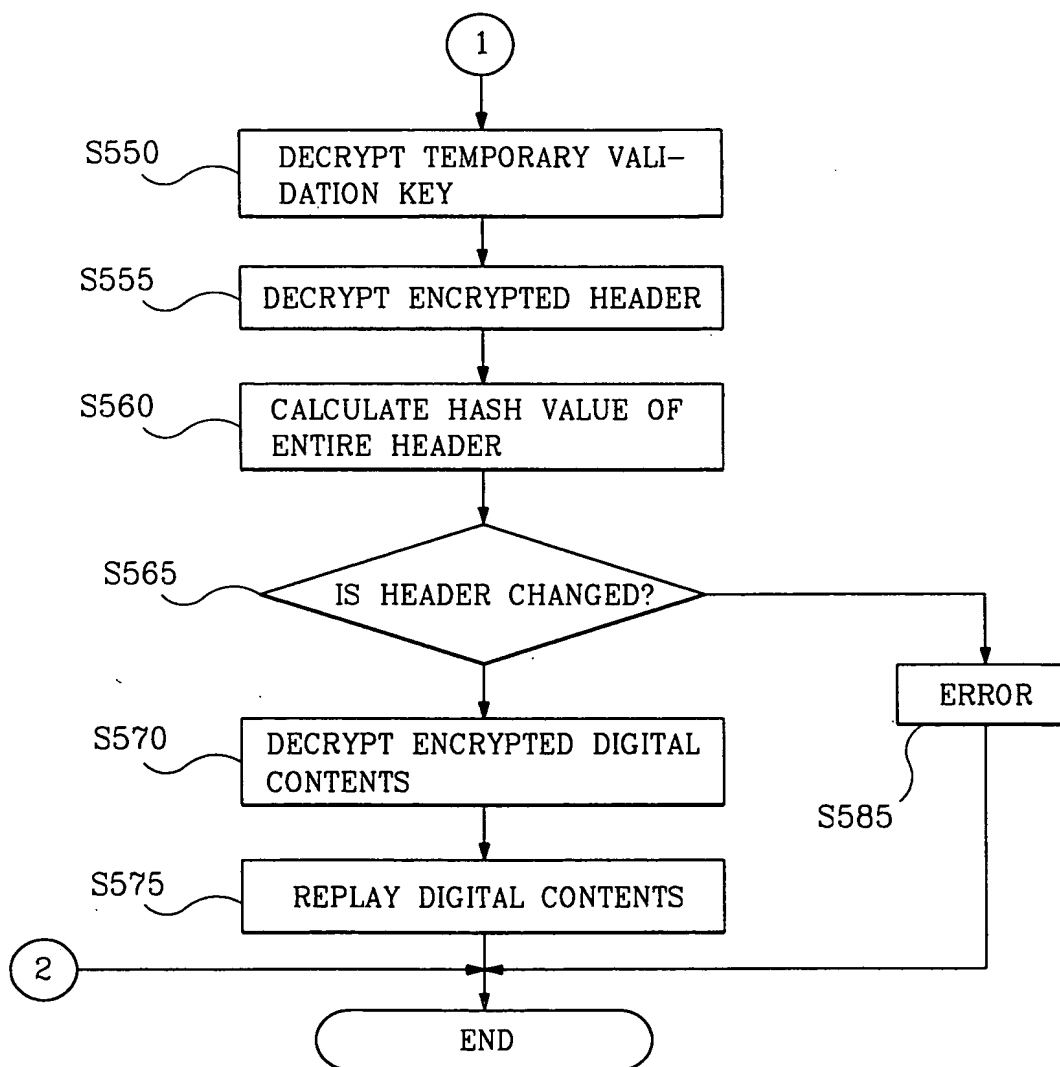 1
S550
DECRYPT TEMPORARY VALI-
DATION KEY
S555
DECRYPT ENCRYPTED HEADER
S560
CALCULATE HASH VALUE OF
ENTIRE HEADER
S565
IS HEADER CHANGED?
ERROR
S570
DECRYPT ENCRYPTED DIGITAL
CONTENTS
S585
S575
REPLAY DIGITAL CONTENTS
2
END